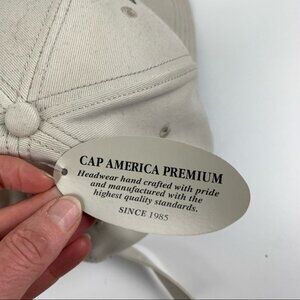 CAP AMERICA PREMIUM
Headwear hand crafted with pride
and manufactured with the
highest quality standards.
SINCE 1985